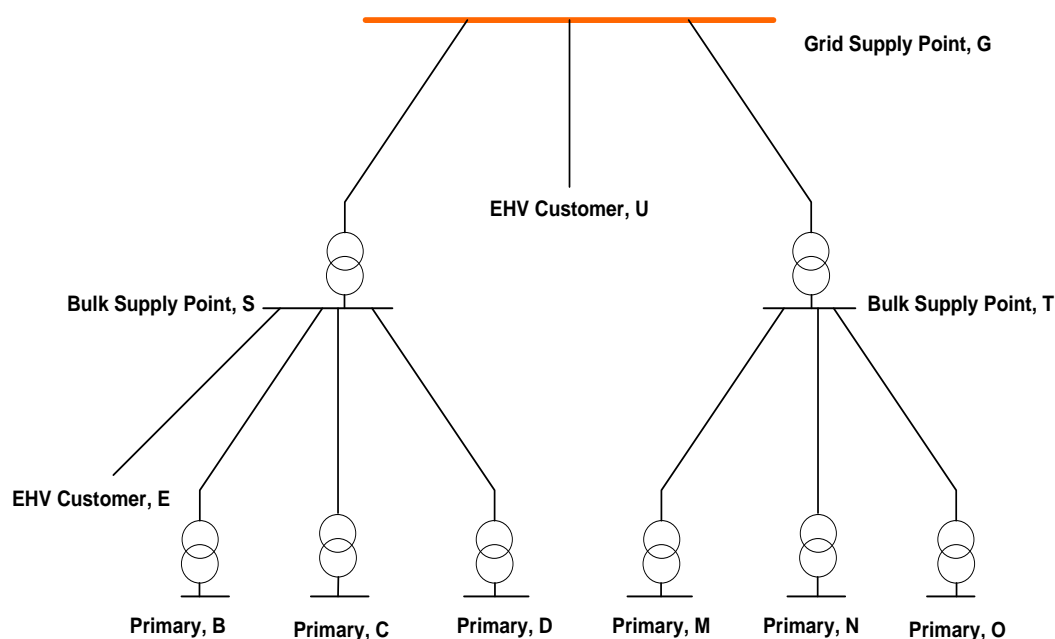 Grid Supply Point, G
EHV Customer, U
Bulk Supply Point, S
Bulk Supply Point, T
EHV Customer, E
Primary, B
Primary, C
Primary, D
Primary, M
Primary, N
Primary, O